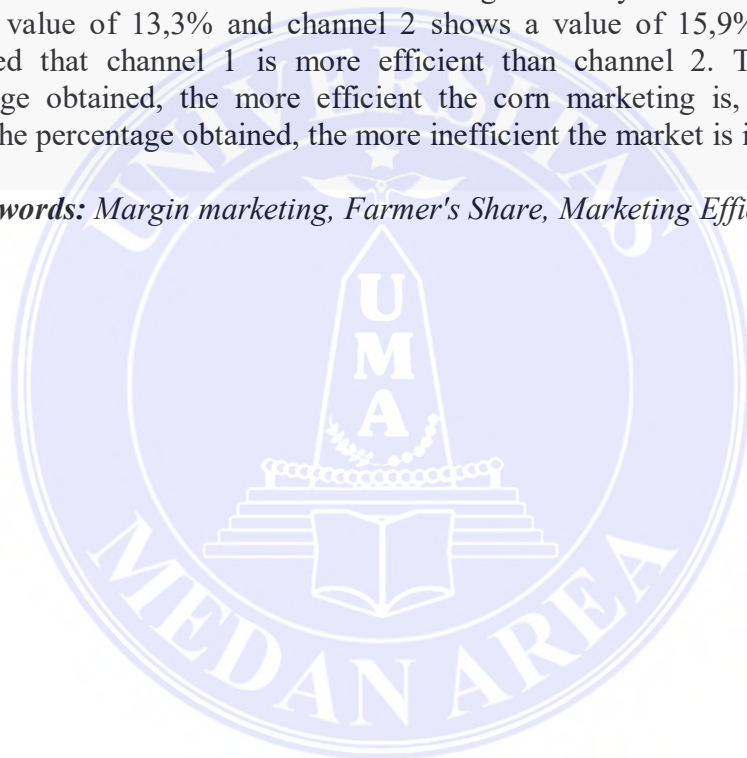 value of 13,3% and channel 2 shows a value of 15,9%
ed that channel 1 is more efficient than channel 2. T
ge obtained, the more efficient the corn marketing is,
he percentage obtained, the more inefficient the market is i
words: Margin marketing, Farmer's Share, Marketing Effi
UNIVERSITAS
UMA
MEDAN AREA